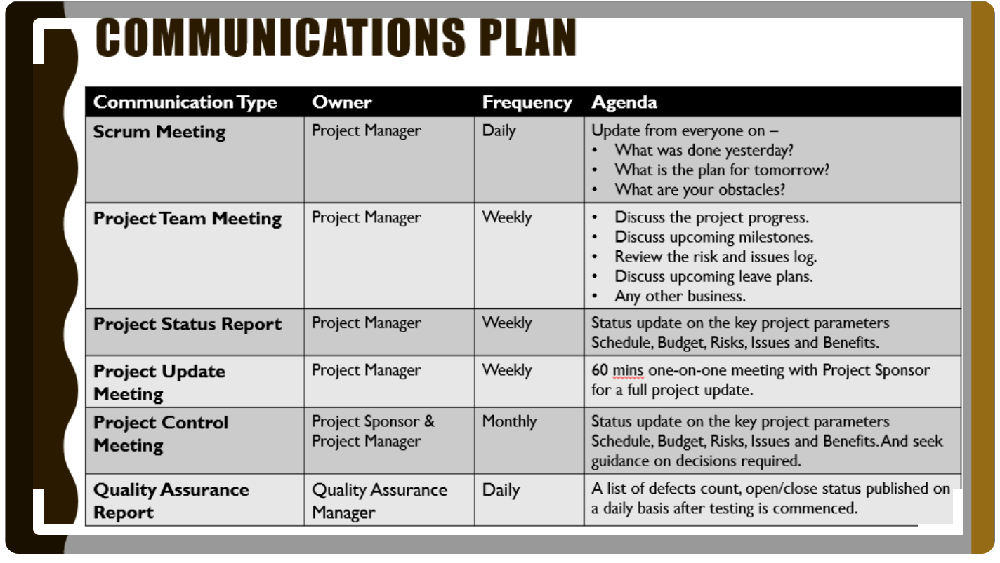 COMMUNICATIONS PLAN
Communication Type Owner Frequency Agenda
Scrum Meeting Project Manager Daily Update from everyone on –
• What was done yesterday?
• What is the plan for tomorrow?
• What are your obstacles?
Project Team Meeting Project Manager Weekly • Discuss the project progress.
• Discuss upcoming milestones.
• Review the risk and issues log.
• Discuss upcoming leave plans.
• Any other business.
Project Status Report Project Manager Weekly Status update on the key project parameters
Schedule, Budget, Risks, Issues and Benefits.
Project Update Project Manager Weekly 60 mins one-on-one meeting with Project Sponsor
Meeting for a full project update.
Project Control Project Sponsor & Monthly Status update on the key project parameters
Meeting Project Manager Schedule, Budget, Risks, Issues and Benefits. And seek
guidance on decisions required.
Quality Assurance Quality Assurance Daily A list of defects count, open/close status published on
Report Manager a daily basis after testing is commenced.